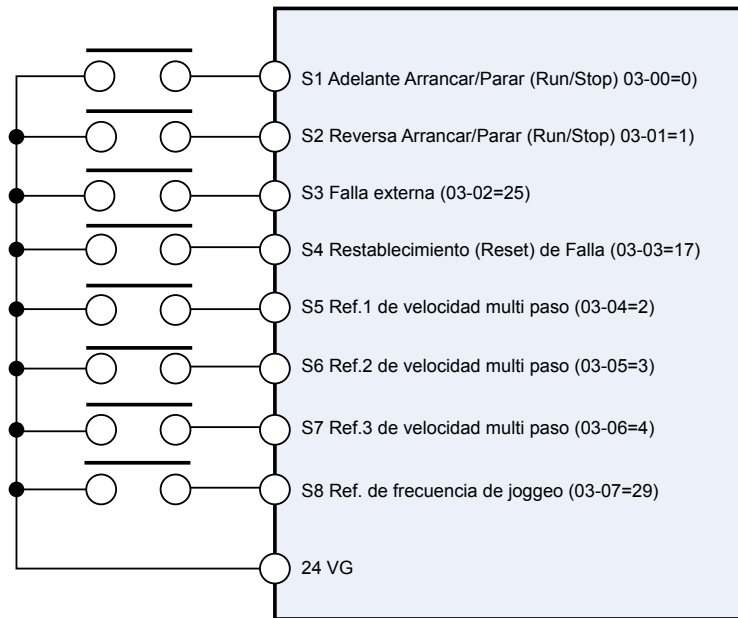 S1 Adelante Arrancar/Parar (Run/Stop) 03-00=0)
S2 Reversa Arrancar/Parar (Run/Stop) 03-01=1)
S3 Falla externa (03-02=25)
S4 Restablecimiento (Reset) de Falla (03-03=17)
S5 Ref.1 de velocidad multi paso (03-04=2)
S6 Ref.2 de velocidad multi paso (03-05=3)
S7 Ref.3 de velocidad multi paso (03-06=4)
S8 Ref. de frecuencia de joggeo (03-07=29)
24 VG